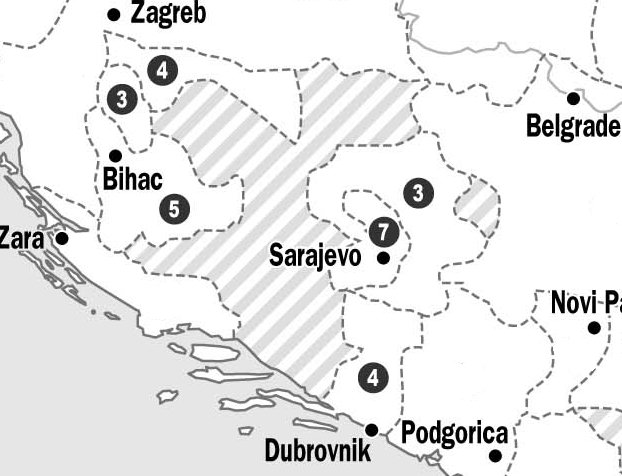 Zagreb
4
3
Belgrade
Bihac
3
5
7
Zara
Sarajevo
Novi Pa
4
Podgorica
Dubrovnik